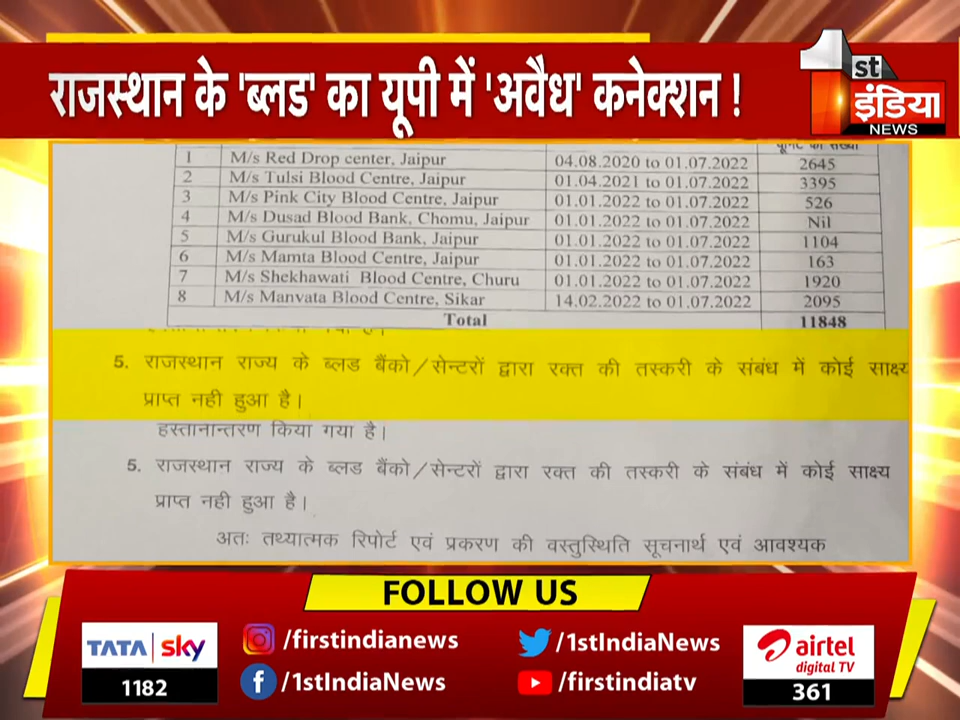 राजस्थान के 'ब्लड' का यूपी में 'अवैध' कनेक्शन !
1st
इंडिया
NEWS
1 M/s Red Drop center, Jaipur 04.08.2020 to 01.07.2022 2645
2 M/s Tulsi Blood Centre, Jaipur 01.04.2021 to 01.07.2022 3395
3 M/s Pink City Blood Centre, Jaipur 01.01.2022 to 01.07.2022 526
4 M/s Dusad Blood Bank, Chomu, Jaipur 01.01.2022 to 01.07.2022 Nil
5 M/s Gurukul Blood Bank, Jaipur 01.01.2022 to 01.07.2022 1104
6 M/s Mamta Blood Centre, Jaipur 01.01.2022 to 01.07.2022 163
7 M/s Shekhawati Blood Centre, Churu 01.01.2022 to 01.07.2022 1920
8 M/s Manvata Blood Centre, Sikar 14.02.2022 to 01.07.2022 2095
Total 11848
5. राजस्थान राज्य के ब्लड बैंको/सेन्टरों द्वारा रक्त की तस्करी के संबंध में कोई साक्ष्य
प्राप्त नही हुआ है।
हस्तानान्तरण किया गया है।
5. राजस्थान राज्य के ब्लड बैंको/सेन्टरों द्वारा रक्त की तस्करी के संबंध में कोई साक्ष्य
प्राप्त नही हुआ है।
अतः तथ्यात्मक रिपोर्ट एवं प्रकरण की वस्तुस्थिति सूचनार्थ एवं आवश्यक
FOLLOW US
TATA sky
1182
/firstindianews
/1stIndiaNews
/1stIndiaNews
/firstindiatv
airtel
digital TV
361